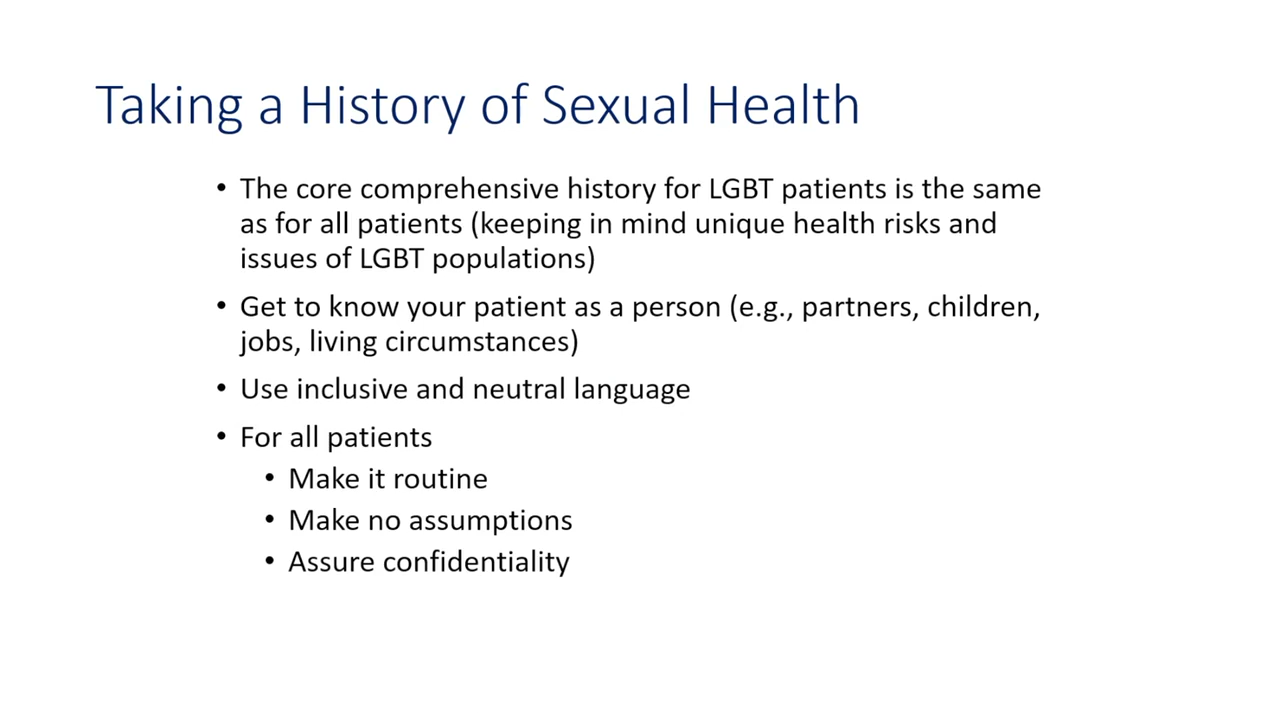 Taking a History of Sexual Health
• The core comprehensive history for LGBT patients is the same
as for all patients (keeping in mind unique health risks and
issues of LGBT populations)
• Get to know your patient as a person (e.g., partners, children,
jobs, living circumstances)
• Use inclusive and neutral language
• For all patients
• Make it routine
• Make no assumptions
• Assure confidentiality